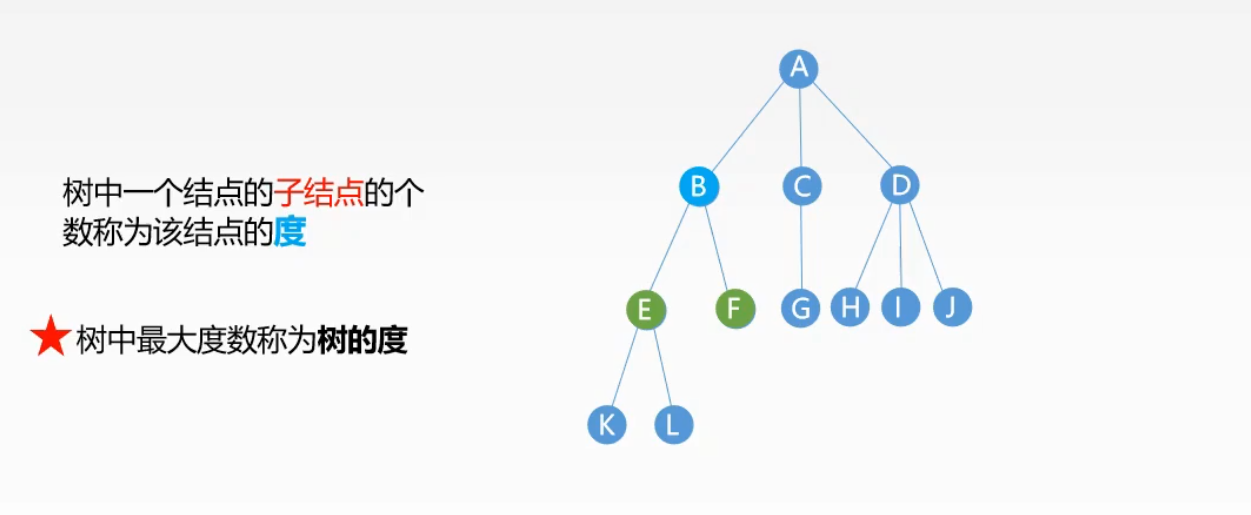 树中一个结点的子结点的个
数称为该结点的度
树中最大度数称为树的度
A
B C D
E F G H I J
K L